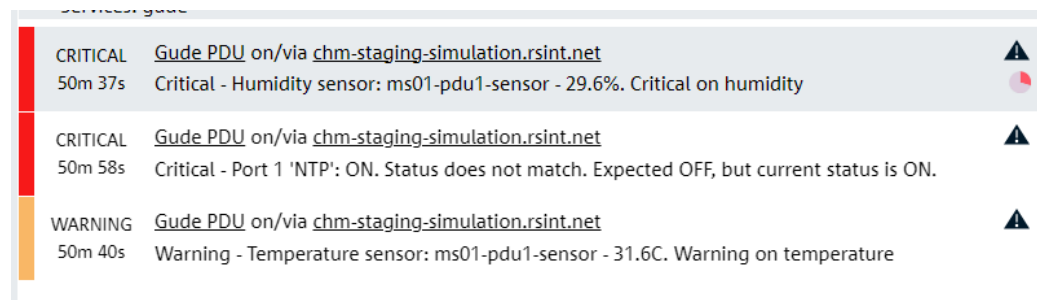 Services: gude
CRITICAL Gude PDU on/via chm-staging-simulation.rsint.net
50m 37s Critical - Humidity sensor: ms01-pdu1-sensor - 29.6%. Critical on humidity
CRITICAL Gude PDU on/via chm-staging-simulation.rsint.net
50m 58s Critical - Port 1 'NTP': ON. Status does not match. Expected OFF, but current status is ON.
WARNING Gude PDU on/via chm-staging-simulation.rsint.net
50m 40s Warning - Temperature sensor: ms01-pdu1-sensor - 31.6C. Warning on temperature